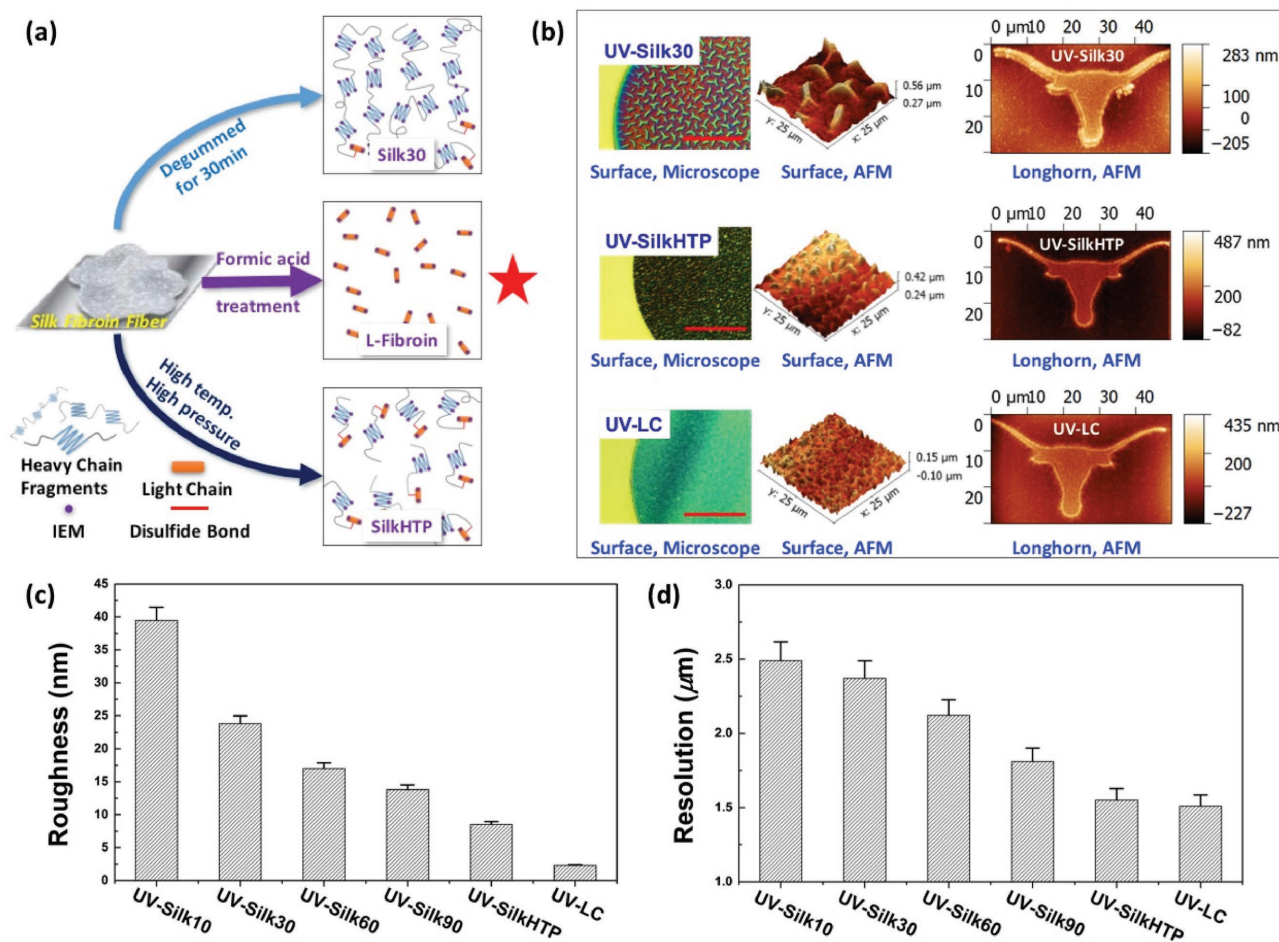 (a)
Degummed
for 30min
Silk30
Formic acid
treatment
L-Fibroin
Silk Fibroin Fiber
High temp.
High pressure
SilkHTP
Heavy Chain
Fragments
Light Chain
IEM
Disulfide Bond
(b)
UV-Silk30
0.56 µm
0.27 µm
y: 25 µm
x: 25 µm
0 µm 10 20 30 40
0
10
20
UV-Silk30
283 nm
100
0
−205
Surface, Microscope
Surface, AFM
Longhorn, AFM
UV-SilkHTP
0.42 µm
0.24 µm
y: 25 µm
x: 25 µm
0 µm 10 20 30 40
0
10
20
UV-SilkHTP
487 nm
200
−82
Surface, Microscope
Surface, AFM
Longhorn, AFM
UV-LC
0.15 µm
-0.10 µm
y: 25 µm
x: 25 µm
0 µm 10 20 30 40
0
10
20
UV-LC
435 nm
200
−227
Surface, Microscope
Surface, AFM
Longhorn, AFM
(c)
Roughness (nm)
45
40
35
30
25
20
15
10
5
0
UV-Silk10
UV-Silk30
UV-Silk60
UV-Silk90
UV-SilkHTP
UV-LC
(d)
Resolution (µm)
3.0
2.5
2.0
1.5
1.0
UV-Silk10
UV-Silk30
UV-Silk60
UV-Silk90
UV-SilkHTP
UV-LC